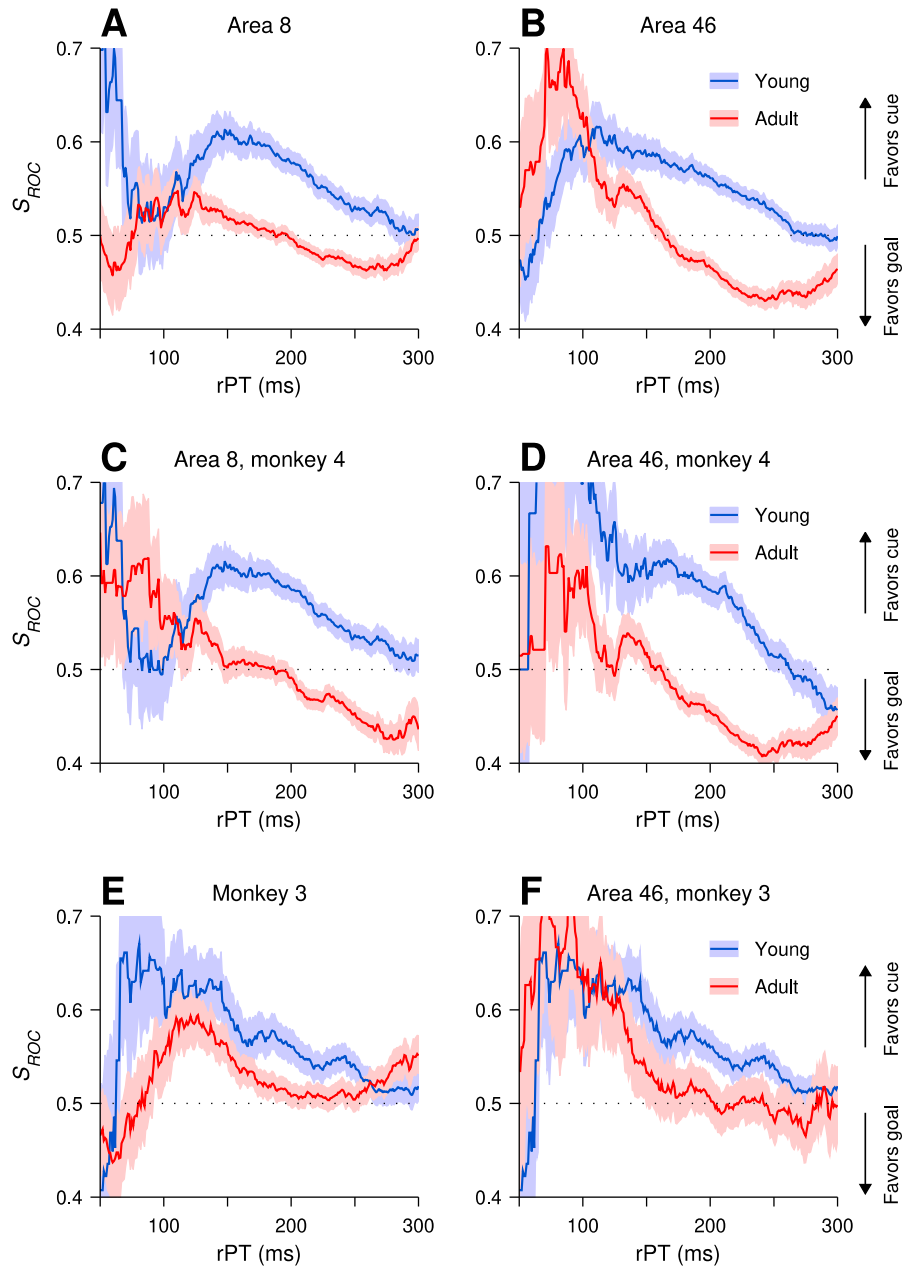 A Area 8
0.7
0.6
0.5
0.4
S_ROC
100 200 300
rPT (ms)
B Area 46
0.7
0.6
0.5
0.4
Young
Adult
100 200 300
rPT (ms)
Favors cue
Favors goal
C Area 8, monkey 4
0.7
0.6
0.5
0.4
S_ROC
100 200 300
rPT (ms)
D Area 46, monkey 4
0.7
0.6
0.5
0.4
Young
Adult
100 200 300
rPT (ms)
Favors cue
Favors goal
E Monkey 3
0.7
0.6
0.5
0.4
S_ROC
100 200 300
rPT (ms)
F Area 46, monkey 3
0.7
0.6
0.5
0.4
Young
Adult
100 200 300
rPT (ms)
Favors cue
Favors goal